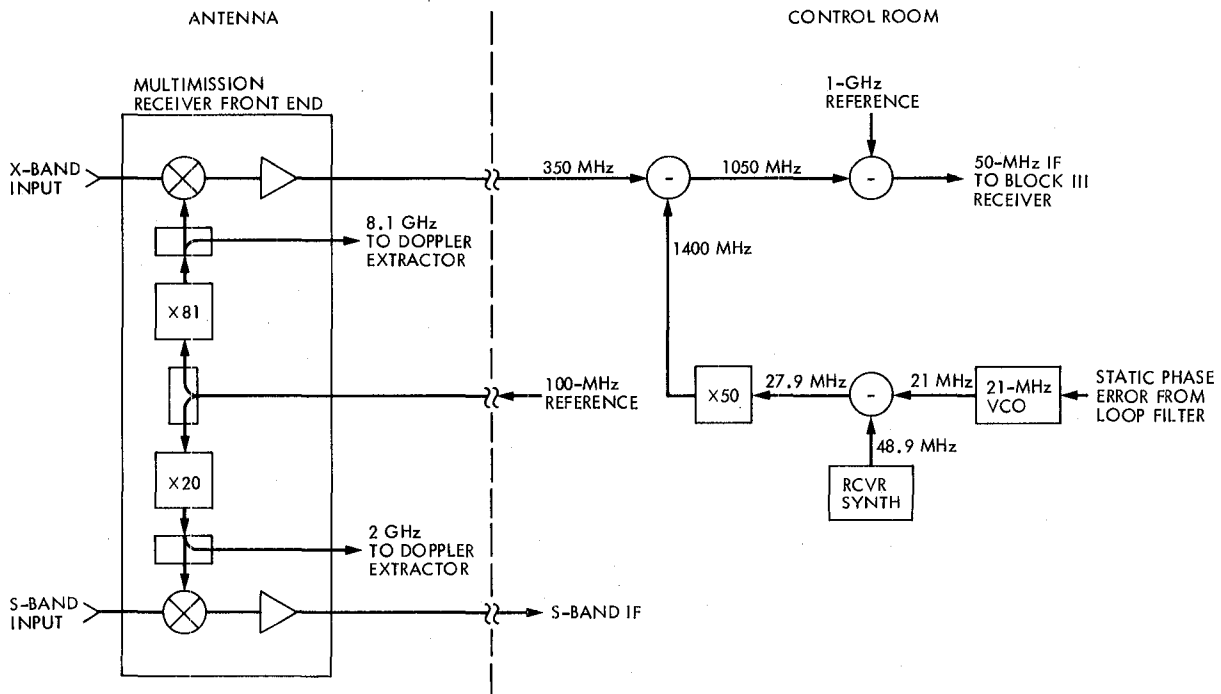 ANTENNA
CONTROL ROOM
MULTIMISSION
RECEIVER FRONT END
1-GHz
REFERENCE
X-BAND
INPUT
350 MHz
-
1050 MHz
-
50-MHz IF
TO BLOCK III
RECEIVER
8.1 GHz
TO DOPPLER
EXTRACTOR
1400 MHz
X81
100-MHz
REFERENCE
X50
27.9 MHz
-
21 MHz
21-MHz
VCO
STATIC PHASE
ERROR FROM
LOOP FILTER
48.9 MHz
RCVR
SYNTH
X20
2 GHz
TO DOPPLER
EXTRACTOR
S-BAND
INPUT
S-BAND IF